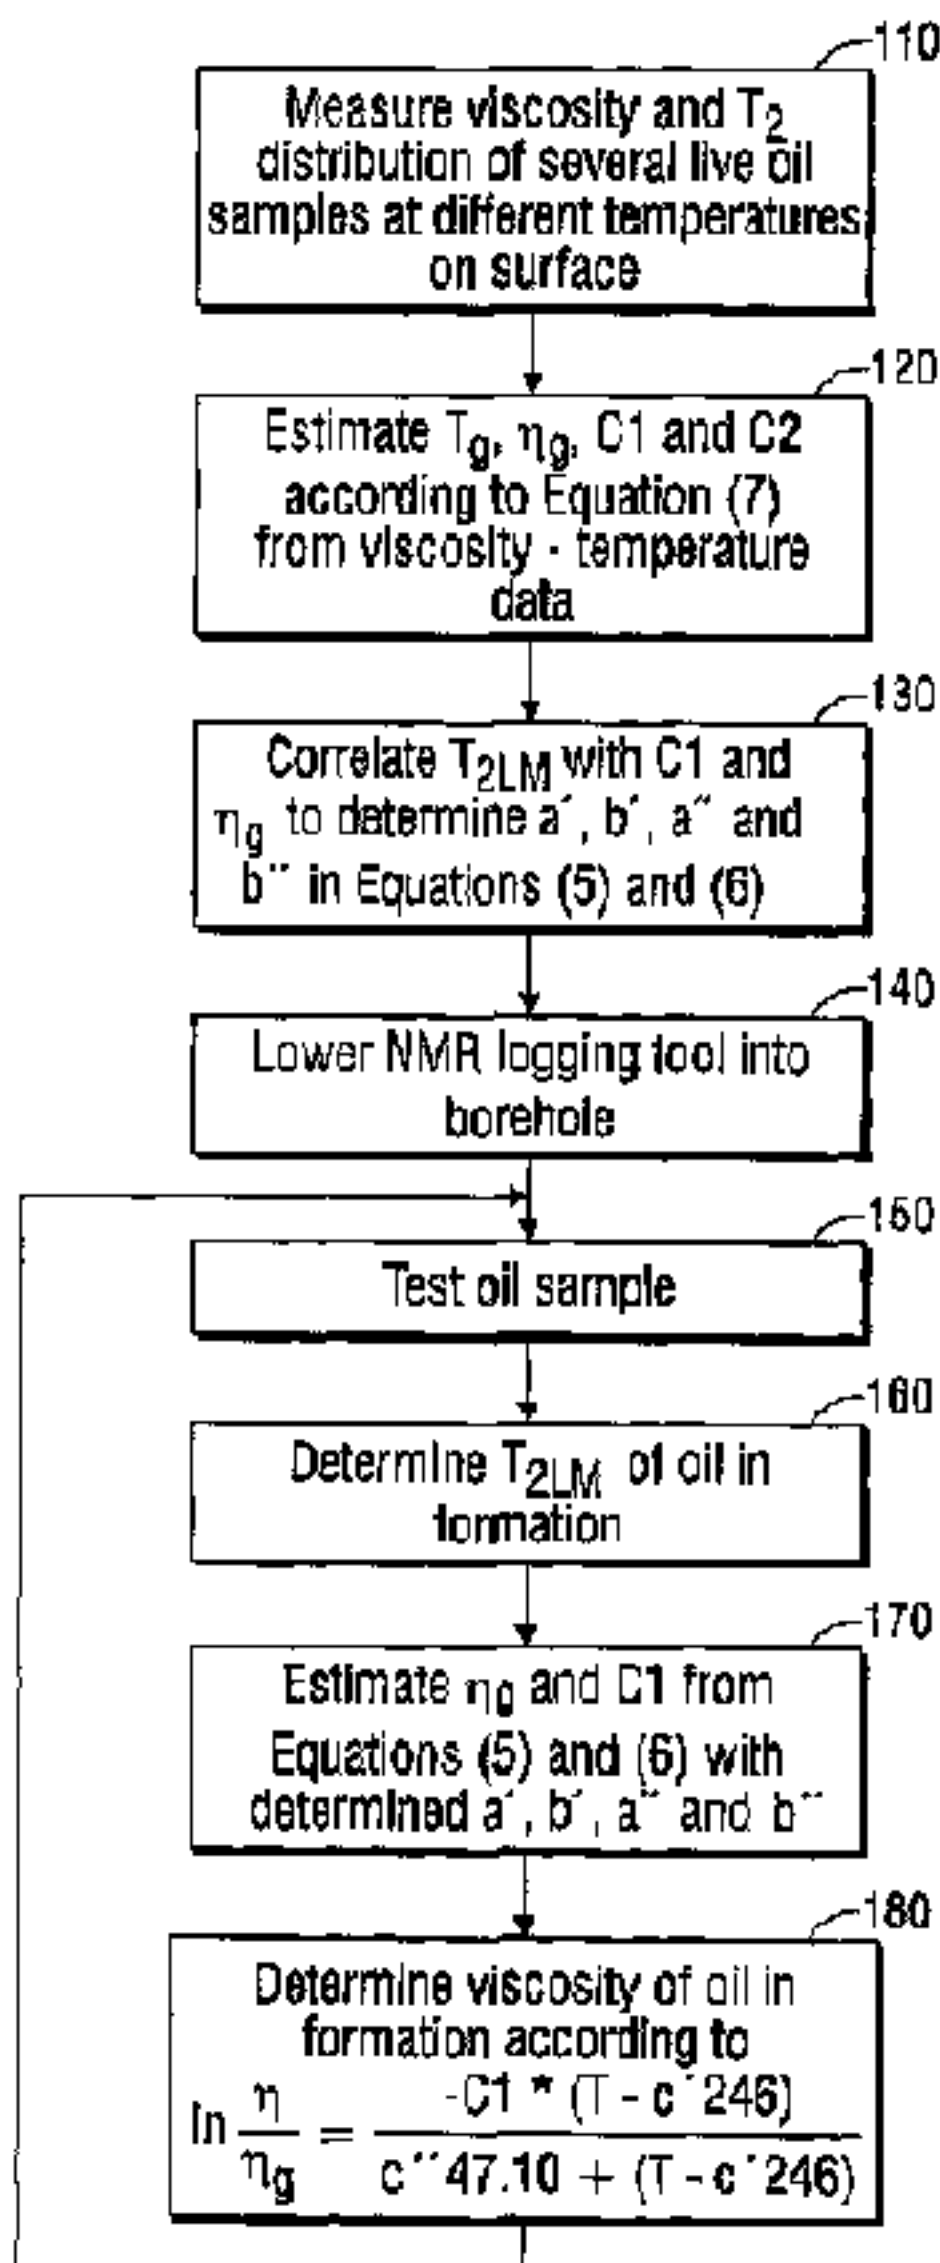 110
Measure viscosity and T2
distribution of several live oil
samples at different temperatures
on surface
120
Estimate Tg, ηg, C1 and C2
according to Equation (7)
from viscosity - temperature
data
130
Correlate T2LM with C1 and
ηg to determine a´, b´, a´´ and
b´´ in Equations (5) and (6)
140
Lower NMR logging tool into
borehole
150
Test oil sample
160
Determine T2LM of oil in
formation
170
Estimate ηg and C1 from
Equations (5) and (6) with
determined a´, b´, a´´ and b´´
180
Determine viscosity of oil in
formation according to
ln η/ηg = -C1 * (T - c´246) / c´´47.10 + (T - c´246)